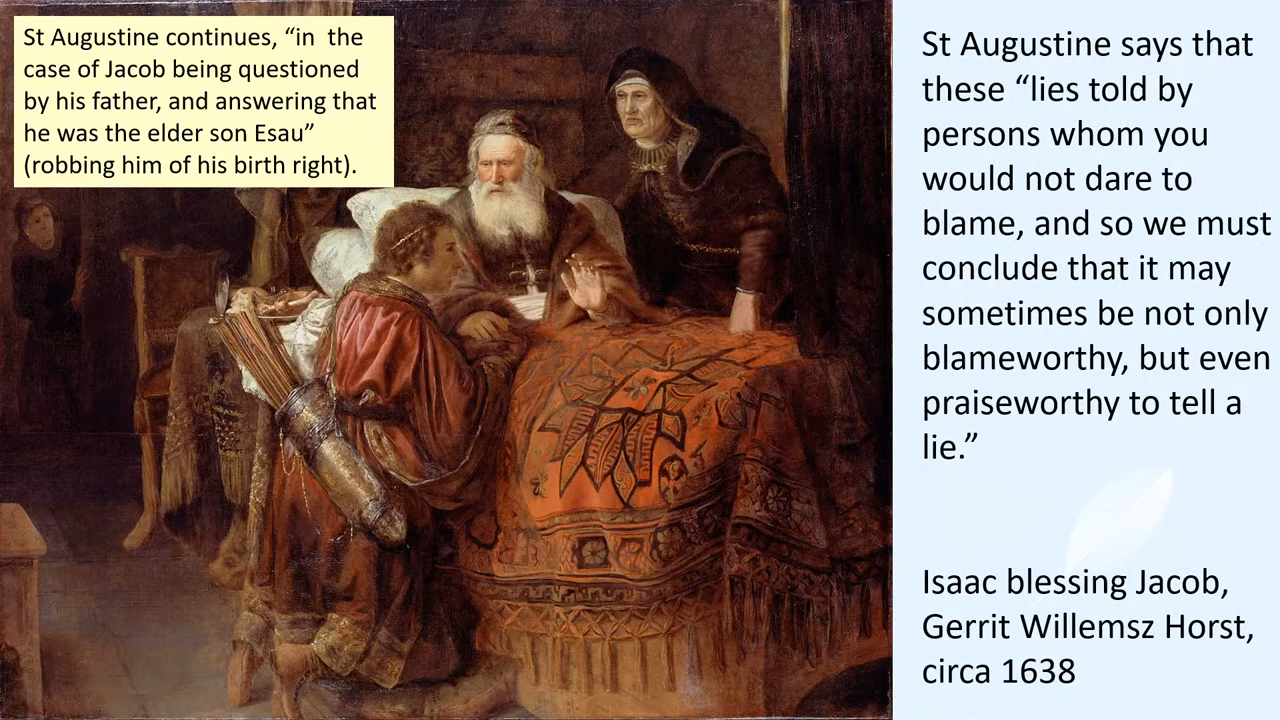 St Augustine continues, “in  the
case of Jacob being questioned
by his father, and answering that
he was the elder son Esau”
(robbing him of his birth right).
St Augustine says that
these “lies told by
persons whom you
would not dare to
blame, and so we must
conclude that it may
sometimes be not only
blameworthy, but even
praiseworthy to tell a
lie.”
Isaac blessing Jacob,
Gerrit Willemsz Horst,
circa 1638